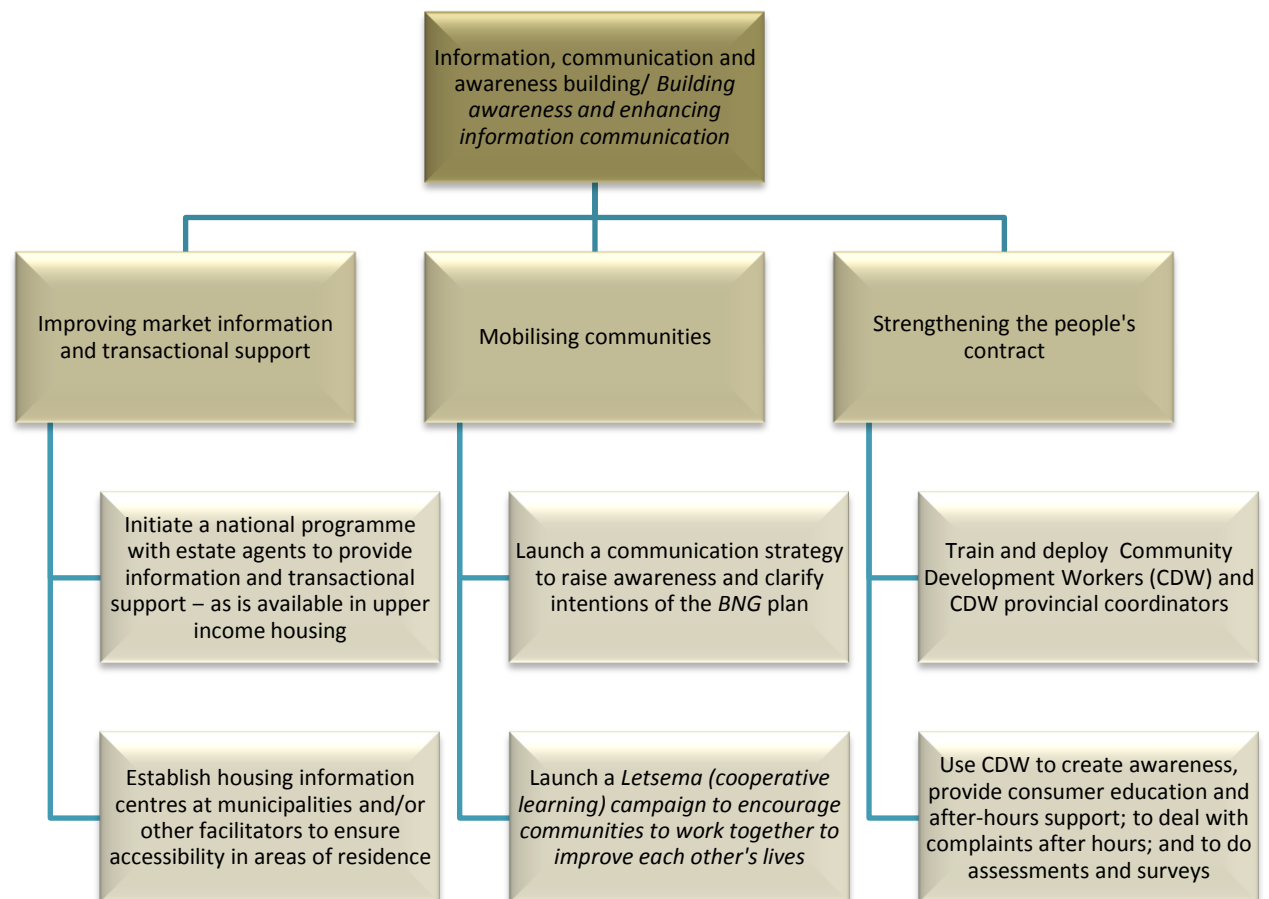 Information, communication and
awareness building/ Building
awareness and enhancing
information communication
Improving market information
and transactional support
Mobilising communities
Strengthening the people's
contract
Initiate a national programme
with estate agents to provide
information and transactional
support – as is available in upper
income housing
Launch a communication strategy
to raise awareness and clarify
intentions of the BNG plan
Train and deploy  Community
Development Workers (CDW) and
CDW provincial coordinators
Establish housing information
centres at municipalities and/or
other facilitators to ensure
accessibility in areas of residence
Launch a Letsema (cooperative
learning) campaign to encourage
communities to work together to
improve each other's lives
Use CDW to create awareness,
provide consumer education and
after-hours support; to deal with
complaints after hours; and to do
assessments and surveys